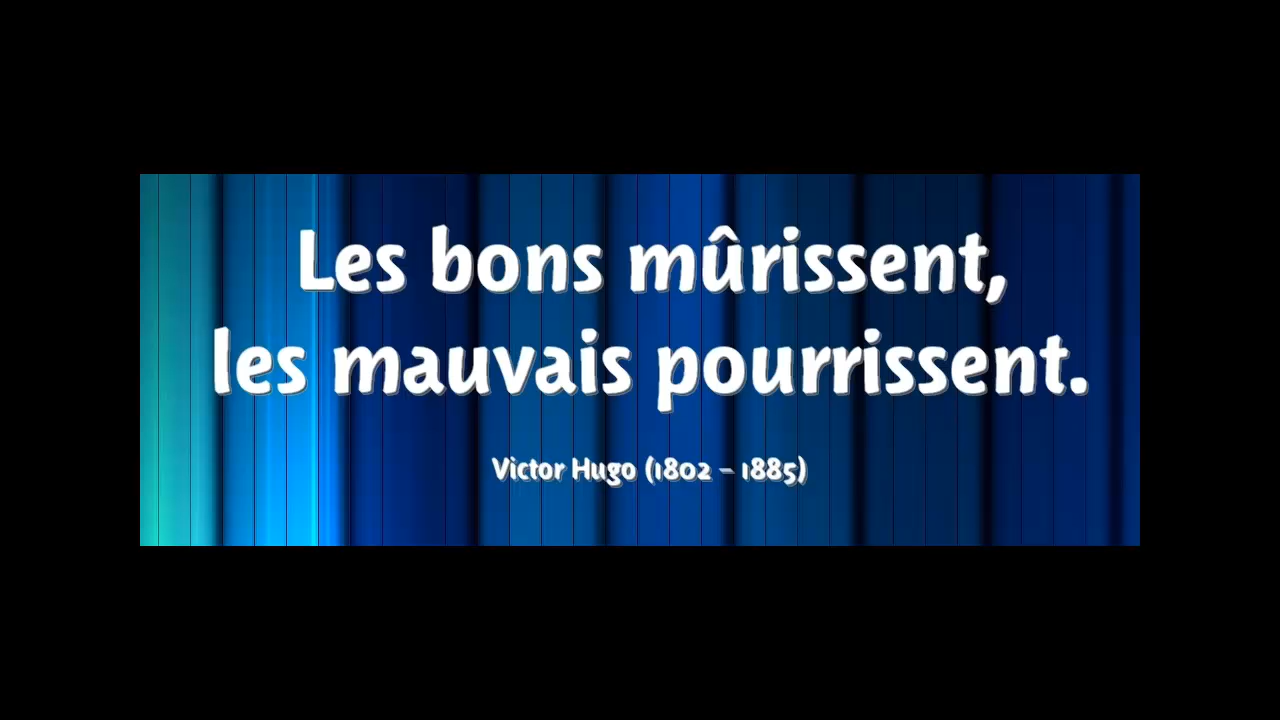 Les bons mûrissent,
les mauvais pourrissent.
Victor Hugo (1802 – 1885)